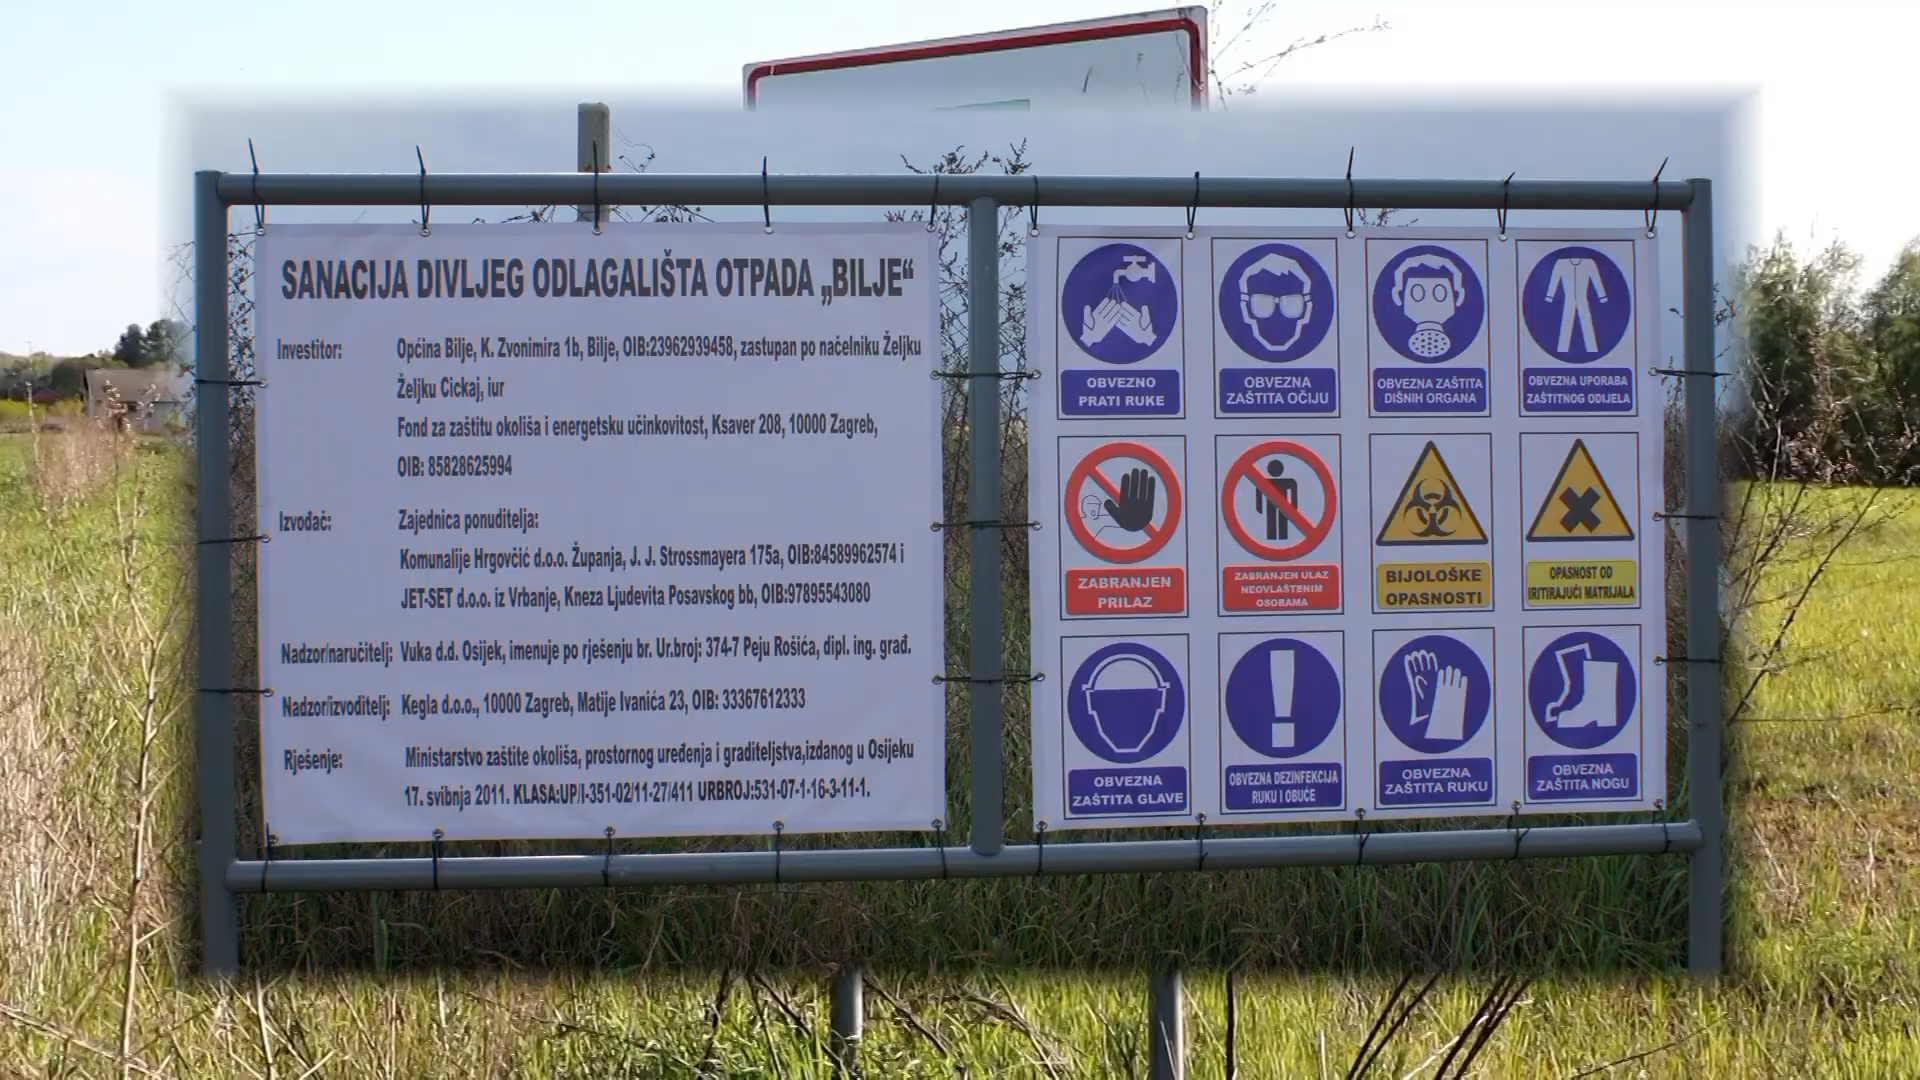 SANACIJA DIVLJEG ODLAGALIŠTA OTPADA „BILJE“
Investitor: Općina Bilje, K. Zvonimira 1b, Bilje, OIB:23962939458, zastupan po načelniku Željku
Željku Cickaj, iur
Fond za zaštitu okoliša i energetsku učinkovitost, Ksaver 208, 10000 Zagreb,
OIB: 85828625994
Izvođač: Zajednica ponuditelja:
Komunalije Hrgovčić d.o.o. Županja, J. J. Strossmayera 175a, OIB:84589962574 i
JET-SET d.o.o. iz Vrbanje, Kneza Ljudevita Posavskog bb, OIB:97895543080
Nadzor/naručitelj: Vuka d.d. Osijek, imenuje po rješenju br. Ur.broj: 374-7 Peju Rošića, dipl. ing. građ.
Nadzor/izvoditelj: Kegla d.o.o., 10000 Zagreb, Matije Ivanića 23, OIB: 33367612333
Rješenje: Ministarstvo zaštite okoliša, prostornog uređenja i graditeljstva,izdanog u Osijeku
17. svibnja 2011. KLASA:UP/I-351-02/11-27/411 URBROJ:531-07-1-16-3-11-1.
OBVEZNO
PRATI RUKE
OBVEZNA
ZAŠTITA OČIJU
OBVEZNA ZAŠTITA
DIŠNIH ORGANA
OBVEZNA UPORABA
ZAŠTITNOG ODIJELA
ZABRANJEN
PRILAZ
ZABRANJEN ULAZ
NEOVLAŠTENIM
OSOBAMA
BIJOLOŠKE
OPASNOSTI
OPASNOST OD
IRITIRAJUĆI MATRIJALA
OBVEZNA
ZAŠTITA GLAVE
OBVEZNA DEZINFEKCIJA
RUKU I OBUĆE
OBVEZNA
ZAŠTITA RUKU
OBVEZNA
ZAŠTITA NOGU